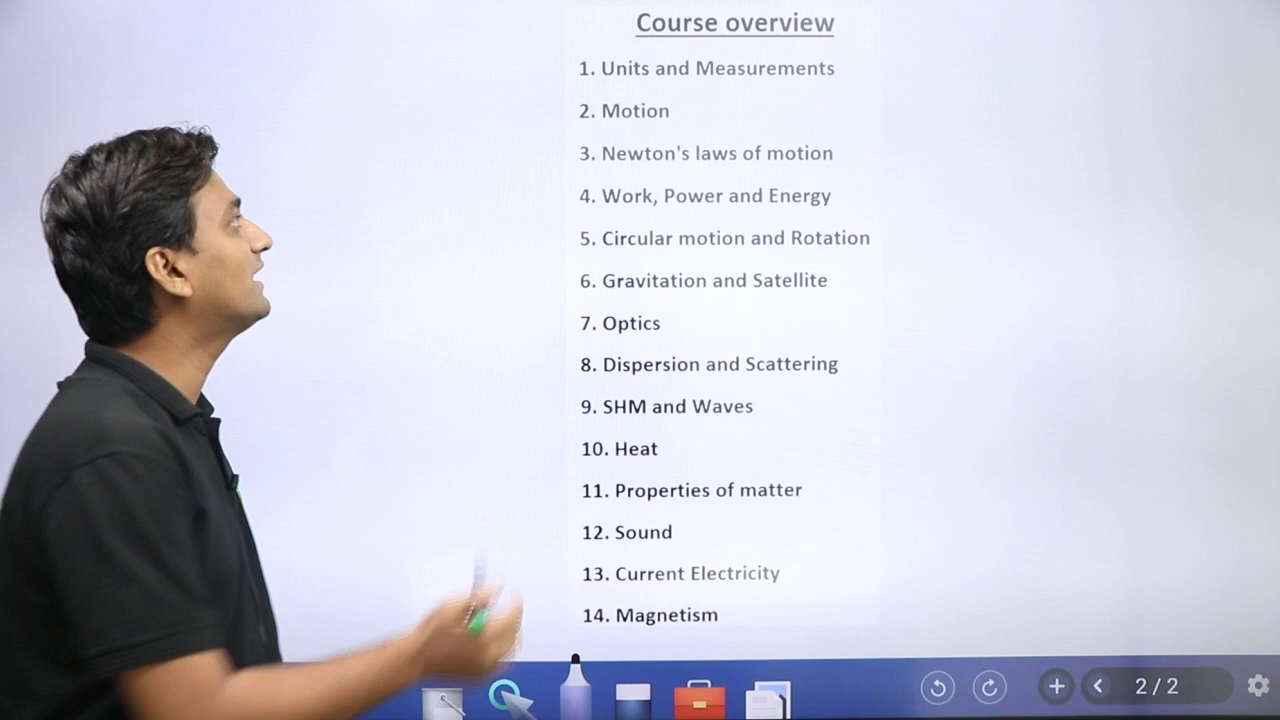 Course overview
1. Units and Measurements
2. Motion
3. Newton's laws of motion
4. Work, Power and Energy
5. Circular motion and Rotation
6. Gravitation and Satellite
7. Optics
8. Dispersion and Scattering
9. SHM and Waves
10. Heat
11. Properties of matter
12. Sound
13. Current Electricity
14. Magnetism
2 / 2